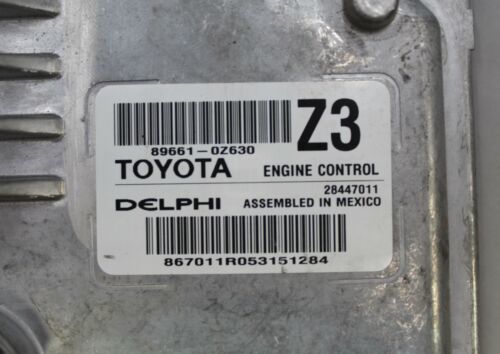 89661-0Z630
Z3
TOYOTA ENGINE CONTROL
28447011
DELPHI ASSEMBLED IN MEXICO
867011R053151284